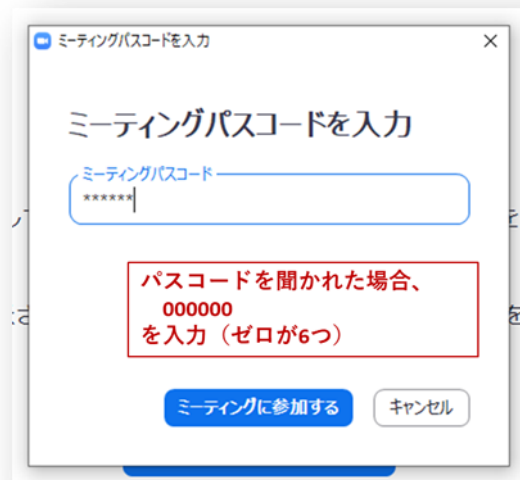 ミーティングパスコードを入力
ミーティングパスコードを入力
ミーティングパスコード
******
パスコードを聞かれた場合、
000000
を入力（ゼロが6つ）
ミーティングに参加する
キャンセル